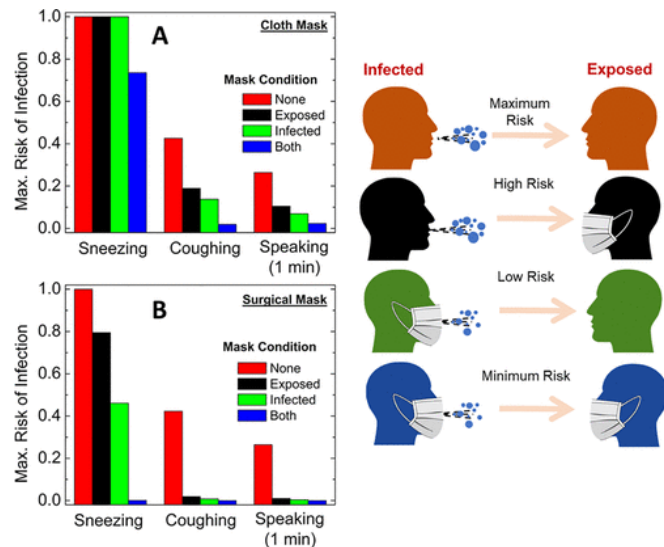 A
Cloth Mask
Mask Condition
None
Exposed
Infected
Both
Max. Risk of Infection
1.0
0.8
0.6
0.4
0.2
0.0
Sneezing
Coughing
Speaking
(1 min)
B
Surgical Mask
Mask Condition
None
Exposed
Infected
Both
Max. Risk of Infection
1.0
0.8
0.6
0.4
0.2
0.0
Sneezing
Coughing
Speaking
(1 min)
Infected
Exposed
Maximum
Risk
High Risk
Low Risk
Minimum Risk